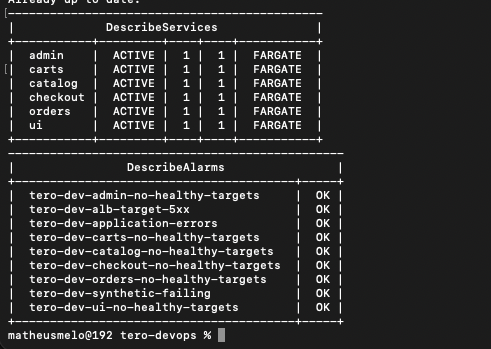 Already up to date.
DescribeServices
admin | ACTIVE | 1 | 1 | FARGATE
carts | ACTIVE | 1 | 1 | FARGATE
catalog | ACTIVE | 1 | 1 | FARGATE
checkout | ACTIVE | 1 | 1 | FARGATE
orders | ACTIVE | 1 | 1 | FARGATE
ui | ACTIVE | 1 | 1 | FARGATE
DescribeAlarms
tero-dev-admin-no-healthy-targets | OK
tero-dev-alb-target-5xx | OK
tero-dev-application-errors | OK
tero-dev-carts-no-healthy-targets | OK
tero-dev-catalog-no-healthy-targets | OK
tero-dev-checkout-no-healthy-targets | OK
tero-dev-orders-no-healthy-targets | OK
tero-dev-synthetic-failing | OK
tero-dev-ui-no-healthy-targets | OK
matheusmelo@192 tero-devops %